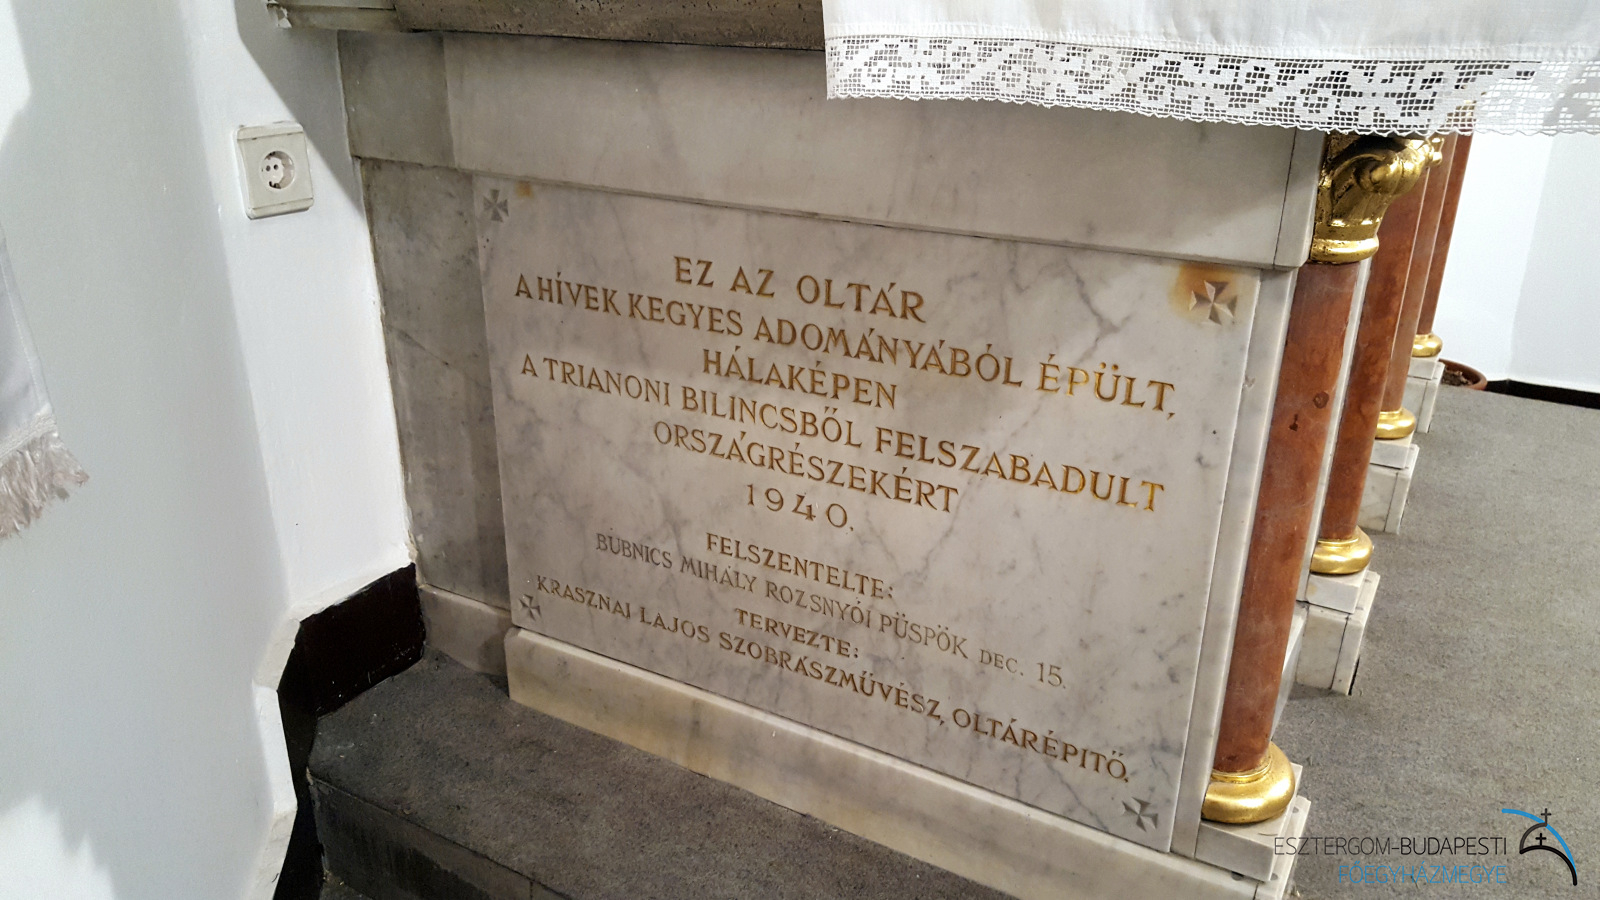 EZ AZ OLTÁR
A HÍVEK KEGYES ADOMÁNYÁBÓL ÉPÜLT,
HÁLAKÉPEN
A TRIANONI BILINCSBŐL FELSZABADULT
ORSZÁGRÉSZEKÉRT
1940.
FELSZENTELTE:
BUBNICS MIHÁLY ROZSNYÓI PÜSPÖK DEC. 15.
TERVEZTE:
KRASZNAI LAJOS SZOBRÁSZMŰVÉSZ, OLTÁRÉPITŐ.
ESZTERGOM-BUDAPESTI
FŐEGYHÁZMEGYE